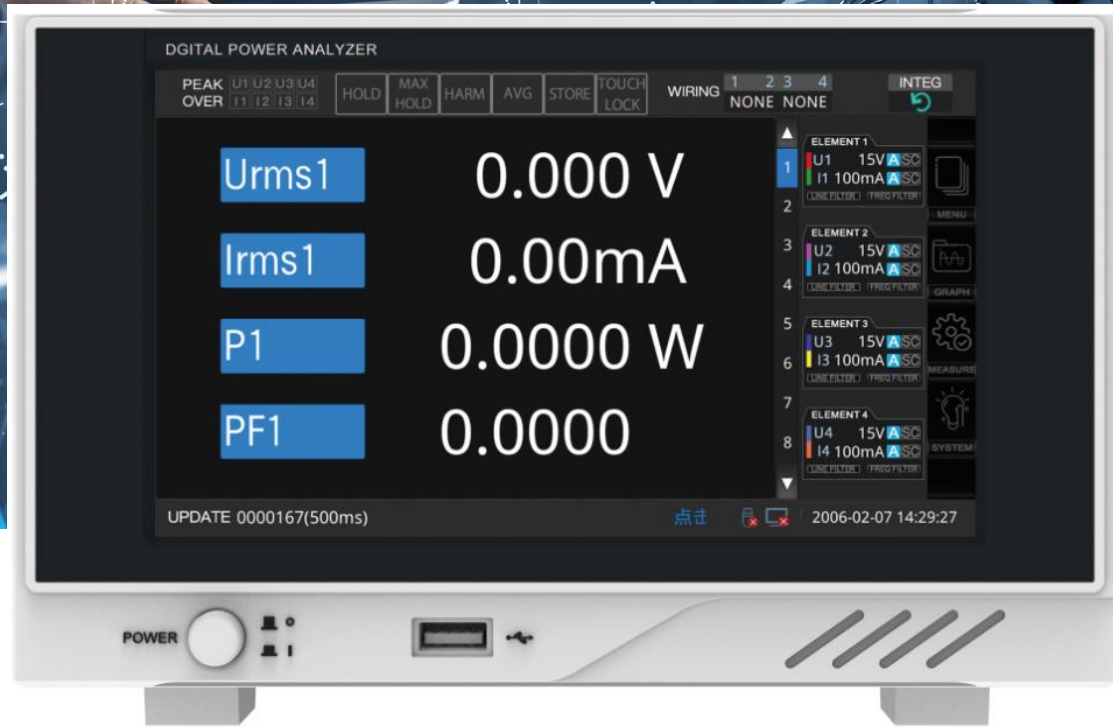 DGITAL POWER ANALYZER
PEAK U1 U2 U3 U4
OVER I1 I2 I3 I4
HOLD
MAX HOLD
HARM
AVG
STORE
TOUCH LOCK
WIRING
1 2 3 4
NONE NONE
INTEG
Urms1 0.000 V
Irms1 0.00mA
P1 0.0000 W
PF1 0.0000
1
2
3
4
5
6
7
8
ELEMENT 1
U1 15V A SC
I1 100mA A SC
LINE FILTER FREQ FILTER
ELEMENT 2
U2 15V A SC
I2 100mA A SC
LINE FILTER FREQ FILTER
ELEMENT 3
U3 15V A SC
I3 100mA A SC
LINE FILTER FREQ FILTER
ELEMENT 4
U4 15V A SC
I4 100mA A SC
LINE FILTER FREQ FILTER
MENU
GRAPH
MEASURE
SYSTEM
UPDATE 0000167(500ms)
点击
2006-02-07 14:29:27
POWER